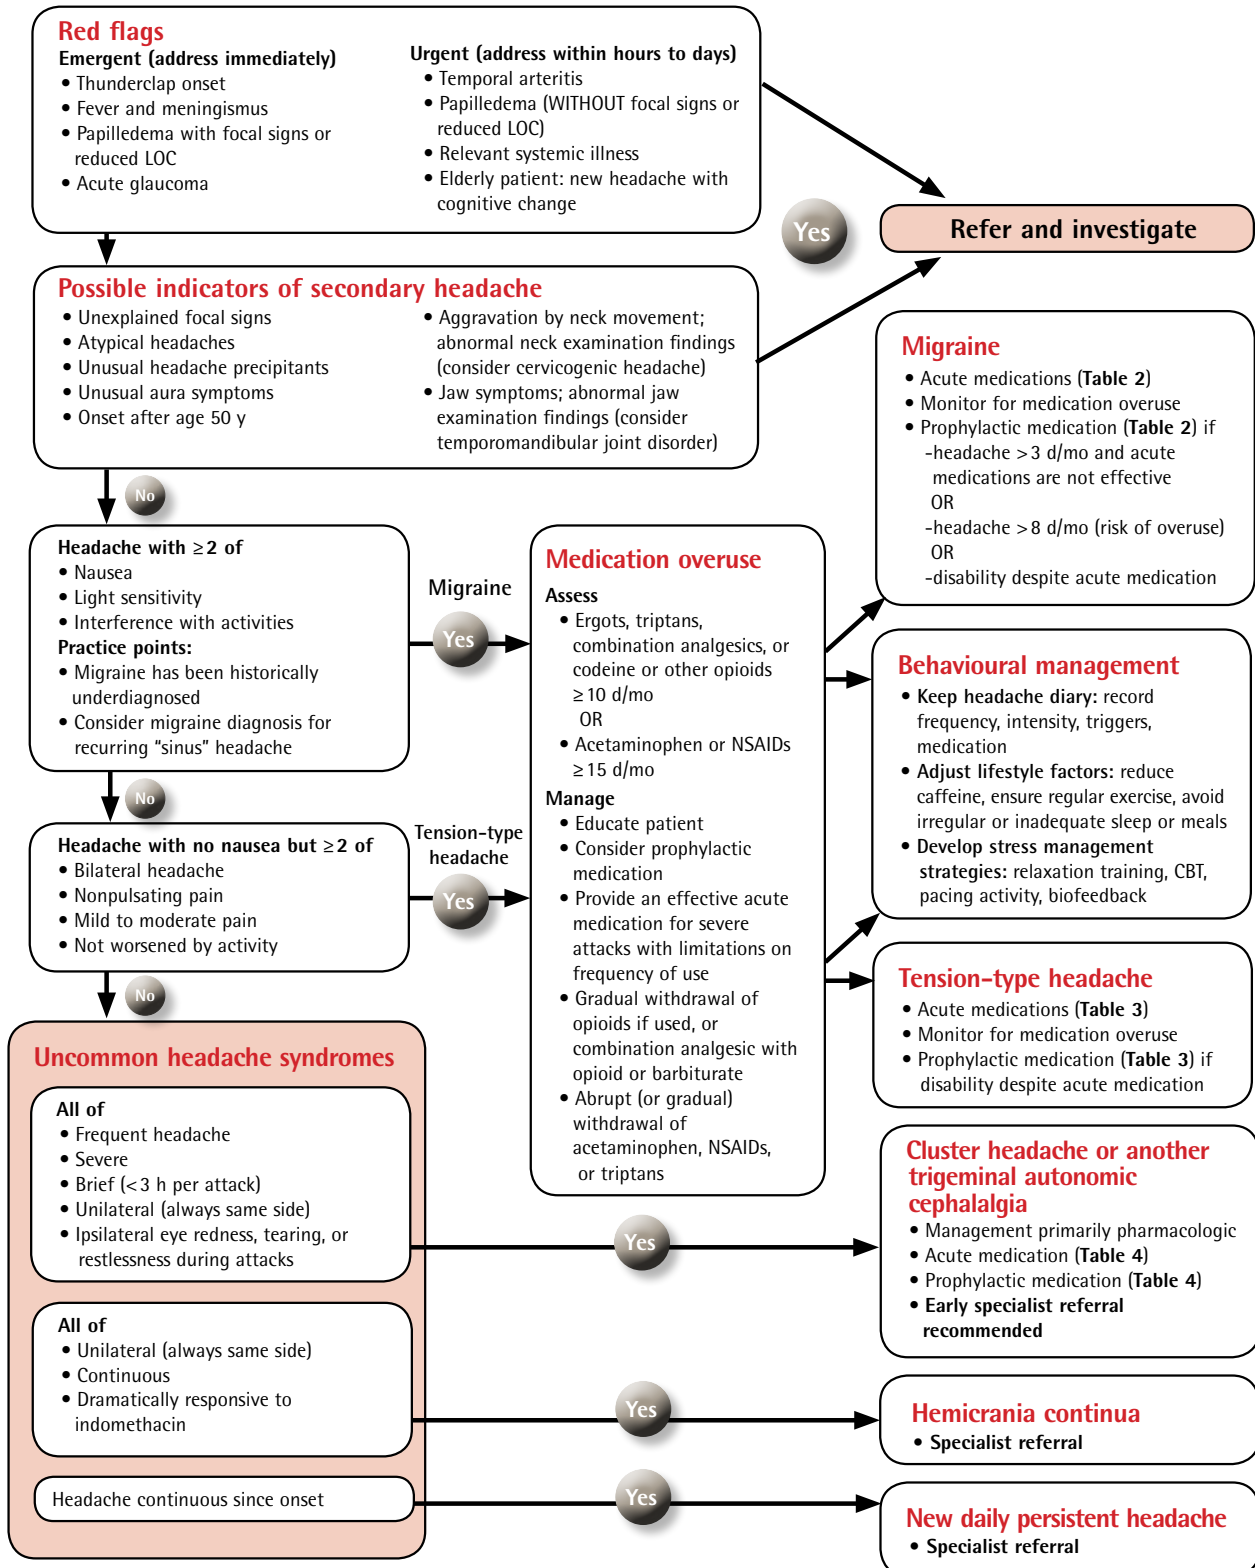 Red flags
Emergent (address immediately)
• Thunderclap onset
• Fever and meningismus
• Papilledema with focal signs or
reduced LOC
• Acute glaucoma
Urgent (address within hours to days)
• Temporal arteritis
• Papilledema (WITHOUT focal signs or
reduced LOC)
• Relevant systemic illness
• Elderly patient: new headache with
cognitive change
Yes
Refer and investigate
Possible indicators of secondary headache
• Unexplained focal signs
• Atypical headaches
• Unusual headache precipitants
• Unusual aura symptoms
• Onset after age 50 y
• Aggravation by neck movement;
abnormal neck examination findings
(consider cervicogenic headache)
• Jaw symptoms; abnormal jaw
examination findings (consider
temporomandibular joint disorder)
No
Headache with ≥2 of
• Nausea
• Light sensitivity
• Interference with activities
Practice points:
• Migraine has been historically
underdiagnosed
• Consider migraine diagnosis for
recurring “sinus” headache
Migraine
Yes
No
Headache with no nausea but ≥2 of
• Bilateral headache
• Nonpulsating pain
• Mild to moderate pain
• Not worsened by activity
Tension-type
headache
Yes
No
Medication overuse
Assess
• Ergots, triptans,
combination analgesics, or
codeine or other opioids
≥10 d/mo
OR
• Acetaminophen or NSAIDs
≥15 d/mo
Manage
• Educate patient
• Consider prophylactic
medication
• Provide an effective acute
medication for severe
attacks with limitations on
frequency of use
• Gradual withdrawal of
opioids if used, or
combination analgesic with
opioid or barbiturate
• Abrupt (or gradual)
withdrawal of
acetaminophen, NSAIDs,
or triptans
Migraine
• Acute medications (Table 2)
• Monitor for medication overuse
• Prophylactic medication (Table 2) if
-headache >3 d/mo and acute
medications are not effective
OR
-headache >8 d/mo (risk of overuse)
OR
-disability despite acute medication
Behavioural management
• Keep headache diary: record
frequency, intensity, triggers,
medication
• Adjust lifestyle factors: reduce
caffeine, ensure regular exercise, avoid
irregular or inadequate sleep or meals
• Develop stress management
strategies: relaxation training, CBT,
pacing activity, biofeedback
Tension-type headache
• Acute medications (Table 3)
• Monitor for medication overuse
• Prophylactic medication (Table 3) if
disability despite acute medication
Uncommon headache syndromes
All of
• Frequent headache
• Severe
• Brief (<3 h per attack)
• Unilateral (always same side)
• Ipsilateral eye redness, tearing, or
restlessness during attacks
Yes
Cluster headache or another
trigeminal autonomic
cephalalgia
• Management primarily pharmacologic
• Acute medication (Table 4)
• Prophylactic medication (Table 4)
• Early specialist referral
recommended
All of
• Unilateral (always same side)
• Continuous
• Dramatically responsive to
indomethacin
Yes
Hemicrania continua
• Specialist referral
Headache continuous since onset
Yes
New daily persistent headache
• Specialist referral